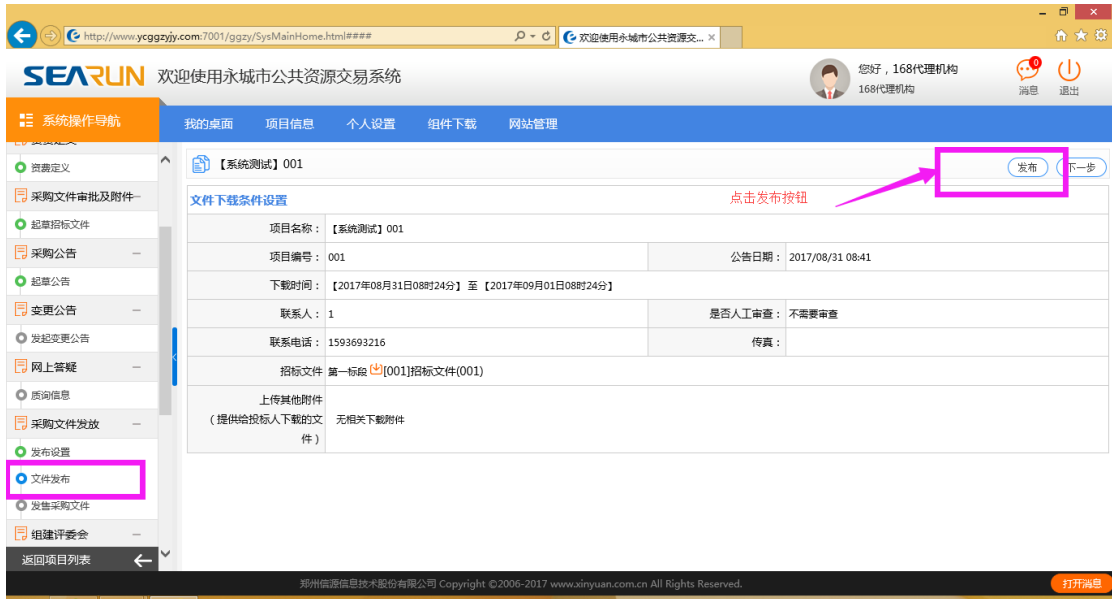 http://www.ycggzyjy.com:7001/ggzy/SysMainHome.html####
欢迎使用永城市公共资源交...
SEARUN 欢迎使用永城市公共资源交易系统
您好，168代理机构
168代理机构
0
消息
退出
系统操作导航
我的桌面 项目信息 个人设置 组件下载 网站管理
资费定义
采购文件审批及附件
起草招标文件
采购公告
起草公告
变更公告
发起变更公告
网上答疑
质询信息
采购文件发放
发布设置
文件发布
发售采购文件
组建评委会
返回项目列表
【系统测试】001
发布
下一步
文件下载条件设置
点击发布按钮
项目名称： 【系统测试】001
项目编号： 001 公告日期： 2017/08/31 08:41
下载时间： 【2017年08月31日08时24分】 至 【2017年09月01日08时24分】
联系人： 1 是否人工审查： 不需要审查
联系电话： 1593693216 传真：
招标文件 第一标段 [001]招标文件(001)
上传其他附件
（提供给投标人下载的文 无相关下载附件
件）
郑州信源信息技术股份有限公司 Copyright ©2006-2017 www.xinyuan.com.cn All Rights Reserved.
打开消息